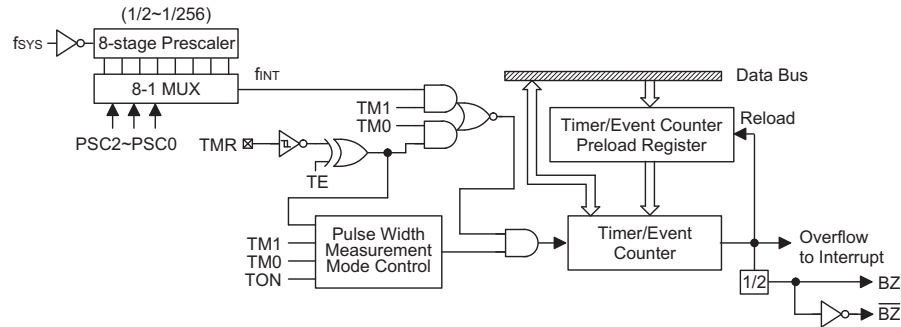 (1/2~1/256)
fSYS
8-stage Prescaler
8-1 MUX
fINT
PSC2~PSC0
TM1
TM0
TMR
TE
Data Bus
Timer/Event Counter
Preload Register
Reload
TM1
TM0
TON
Pulse Width
Measurement
Mode Control
Timer/Event
Counter
Overflow
to Interrupt
1/2
BZ
B̅Z̅